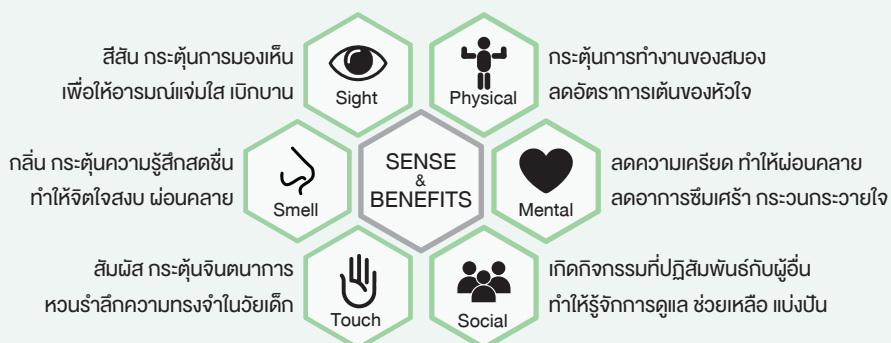 สีสัน กระตุ้นการมองเห็น
เพื่อให้อารมณ์แจ่มใส เบิกบาน
Sight
Physical
กระตุ้นการทำงานของสมอง
ลดอัตราการเต้นของหัวใจ
กลิ่น กระตุ้นความรู้สึกสดชื่น
ทำให้จิตใจสงบ ผ่อนคลาย
Smell
SENSE
&
BENEFITS
Mental
ลดความเครียด ทำให้ผ่อนคลาย
ลดอาการซึมเศร้า กระวนกระวายใจ
สัมผัส กระตุ้นจินตนาการ
หวนรำลึกความทรงจำในวัยเด็ก
Touch
Social
เกิดกิจกรรมที่ปฏิสัมพันธ์กับผู้อื่น
ทำให้รู้จักการดูแล ช่วยเหลือ แบ่งปัน